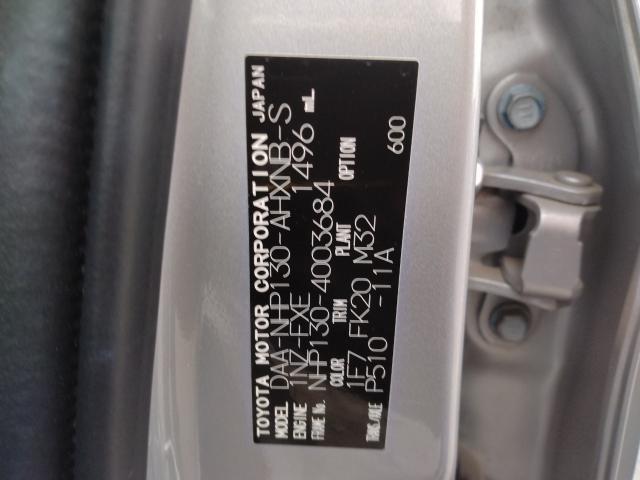 TOYOTA MOTOR CORPORATION JAPAN
MODEL DAA-NHP130-AHXNB-S
ENGINE 1NZ-FXE 1496 mL
FRAME No. NHP130-4003684
COLOR TRIM PLANT OPTION
1F7 FK20 M32 600
TRANS./AXLE P510 -11A